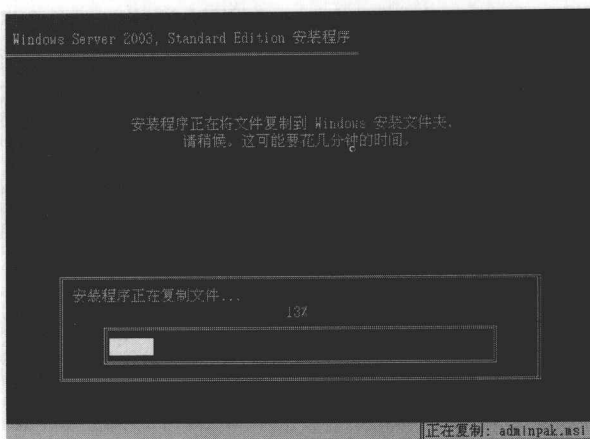 Windows Server 2003, Standard Edition 安装程序
安装程序正在将文件复制到 Windows 安装文件夹,
请稍候。这可能要花几分钟的时间。
安装程序正在复制文件...
13%
正在复制: adminpak.msi